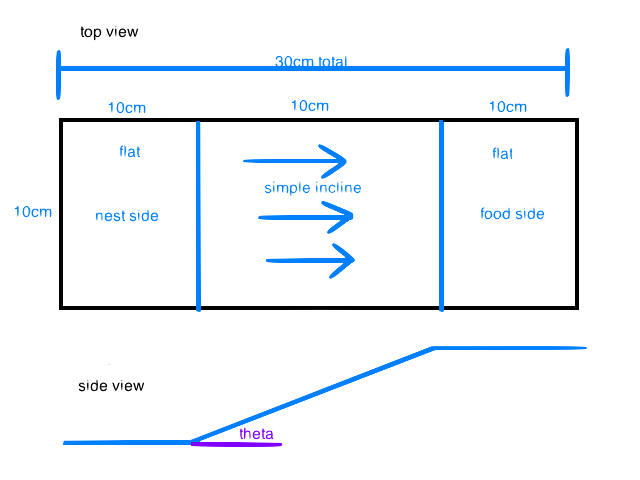 top view
30cm total
10cm
10cm
10cm
flat
flat
simple incline
10cm
nest side
food side
side view
theta